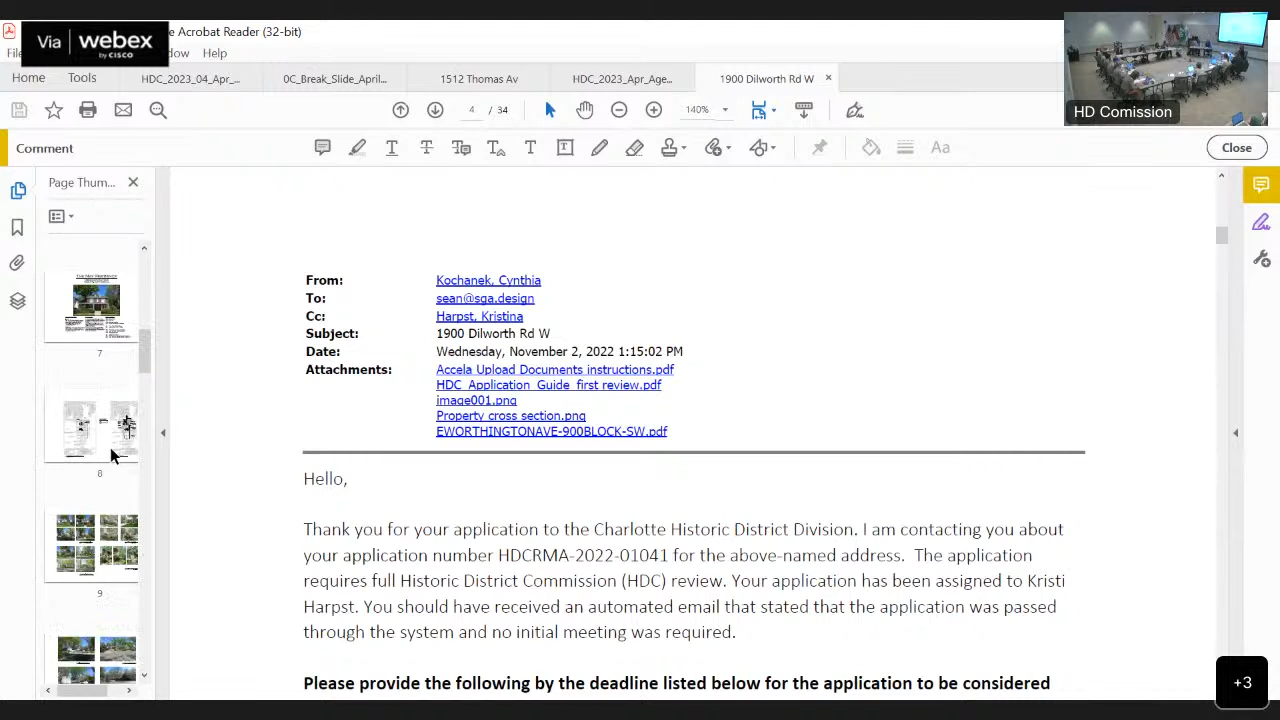 Via webex
by CISCO
e Acrobat Reader (32-bit)
dow Help
Home Tools HDC_2023_04_Apr_... 0C_Break_Slide_April... 1512 Thomas Av HDC_2023_Apr_Age... 1900 Dilworth Rd W ×
4 / 34 140%
HD Comission
Comment Close
Page Thum...
7
8
9
From: Kochanek, Cynthia
To: sean@sga.design
Cc: Harpst, Kristina
Subject: 1900 Dilworth Rd W
Date: Wednesday, November 2, 2022 1:15:02 PM
Attachments: Accela Upload Documents instructions.pdf
HDC_Application_Guide_first review.pdf
image001.png
Property cross section.png
EWORTHINGTONAVE-900BLOCK-SW.pdf
Hello,
Thank you for your application to the Charlotte Historic District Division. I am contacting you about
your application number HDCRMA-2022-01041 for the above-named address. The application
requires full Historic District Commission (HDC) review. Your application has been assigned to Kristi
Harpst. You should have received an automated email that stated that the application was passed
through the system and no initial meeting was required.
Please provide the following by the deadline listed below for the application to be considered
+3